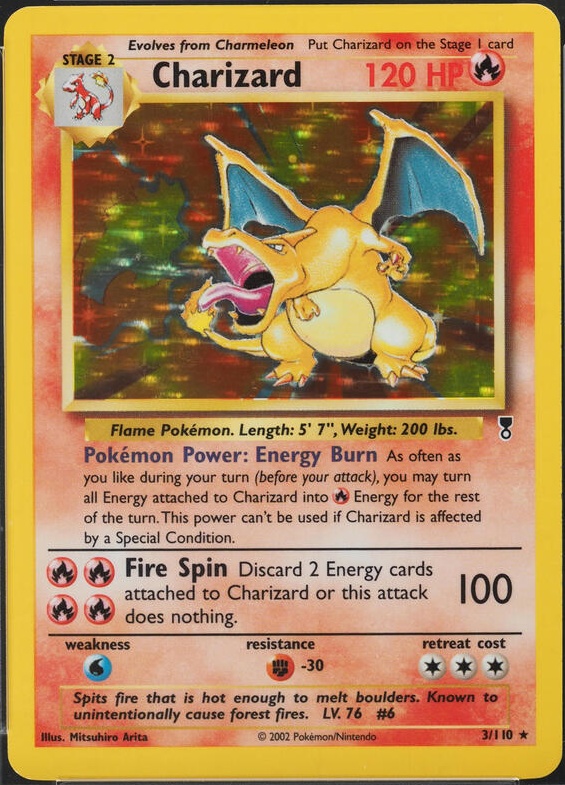 Evolves from Charmeleon Put Charizard on the Stage 1 card
STAGE 2
Charizard 120 HP
Flame Pokémon. Length: 5' 7", Weight: 200 lbs.
Pokémon Power: Energy Burn As often as
you like during your turn (before your attack), you may turn
all Energy attached to Charizard into Energy for the rest
of the turn. This power can't be used if Charizard is affected
by a Special Condition.
Fire Spin Discard 2 Energy cards
attached to Charizard or this attack
does nothing.
100
weakness resistance retreat cost
-30
Spits fire that is hot enough to melt boulders. Known to
unintentionally cause forest fires. LV. 76 #6
Illus. Mitsuhiro Arita © 2002 Pokémon/Nintendo 3/110 ★